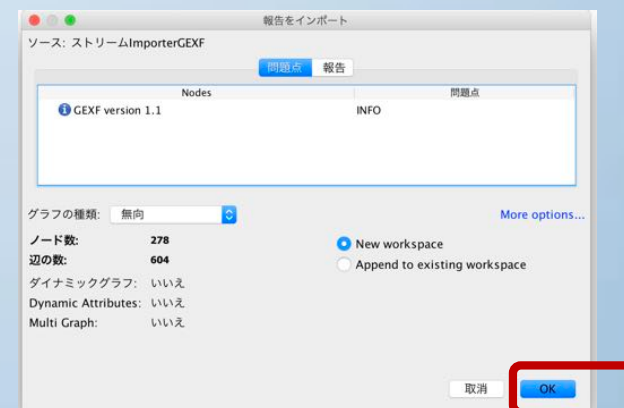 報告をインポート
ソース: ストリームImporterGEXF
問題点 報告
Nodes 問題点
GEXF version 1.1 INFO
グラフの種類: 無向 More options...
ノード数: 278
辺の数: 604
New workspace
Append to existing workspace
ダイナミックグラフ: いいえ
Dynamic Attributes: いいえ
Multi Graph: いいえ
取消 OK